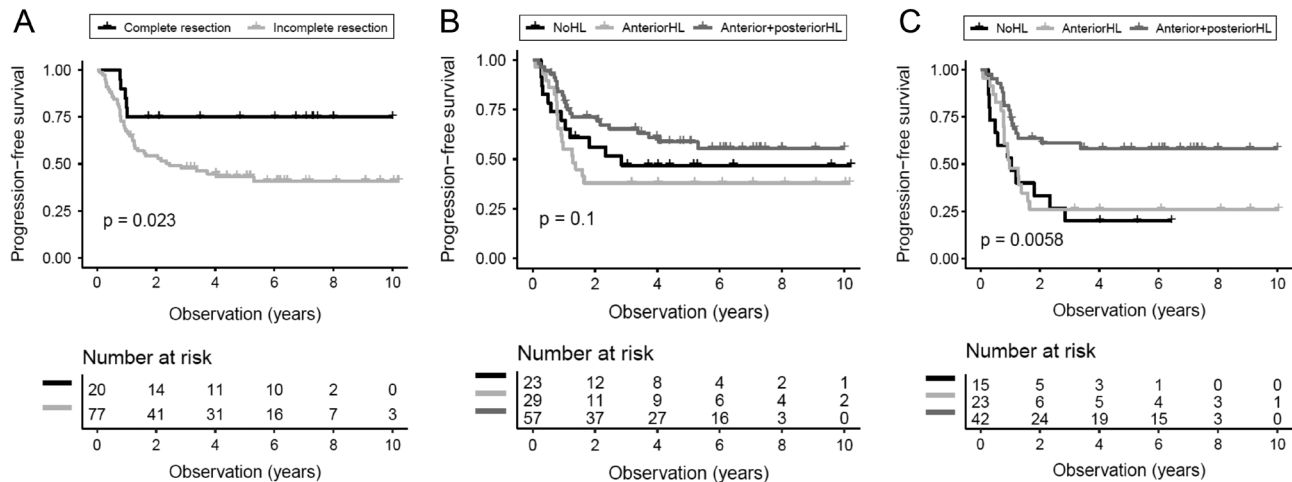 A
Complete resection Incomplete resection
Progression-free survival
1.00
0.75
0.50
0.25
0.00
p = 0.023
0 2 4 6 8 10
Observation (years)
Number at risk
20 14 11 10 2 0
77 41 31 16 7 3
0 2 4 6 8 10
Observation (years)
B
NoHL AnteriorHL Anterior+posteriorHL
Progression-free survival
1.00
0.75
0.50
0.25
0.00
p = 0.1
0 2 4 6 8 10
Observation (years)
Number at risk
23 12 8 4 2 1
29 11 9 6 4 2
57 37 27 16 3 0
0 2 4 6 8 10
Observation (years)
C
NoHL AnteriorHL Anterior+posteriorHL
Progression-free survival
1.00
0.75
0.50
0.25
0.00
p = 0.0058
0 2 4 6 8 10
Observation (years)
Number at risk
15 5 3 1 0 0
23 6 5 4 3 1
42 24 19 15 3 0
0 2 4 6 8 10
Observation (years)